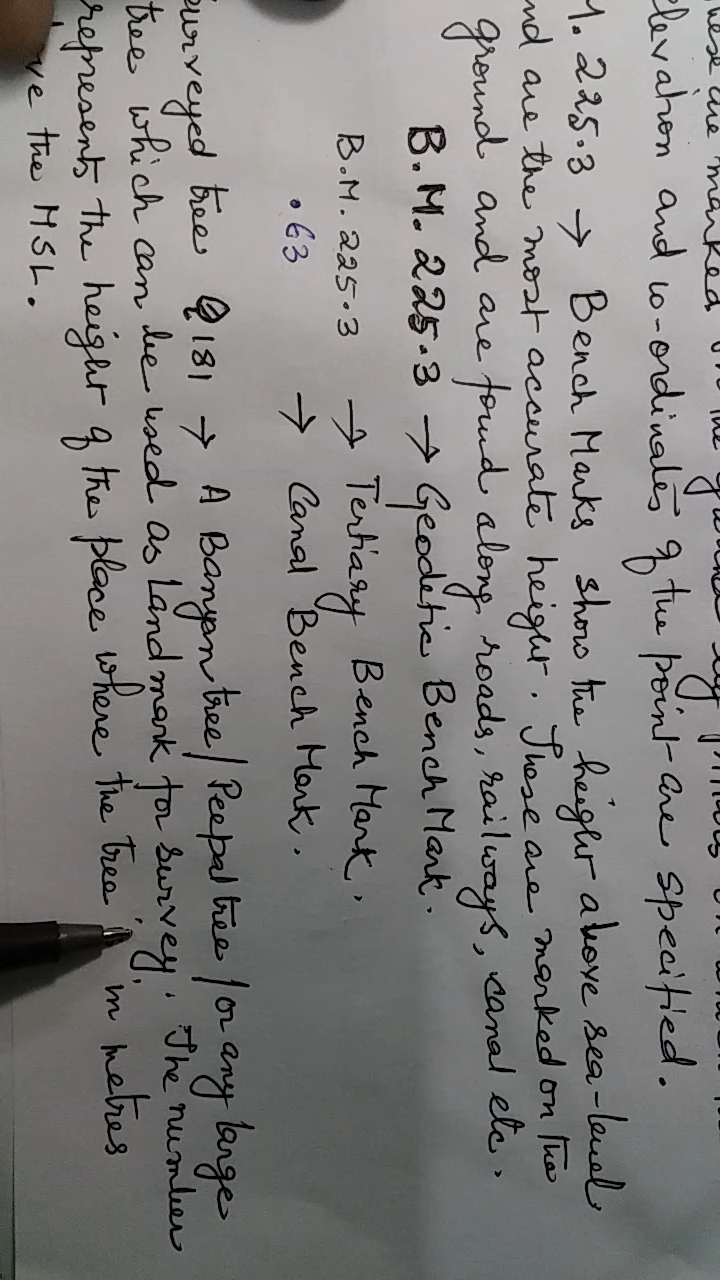 marked
elevation and co-ordinates of the point are specified.
M. 225.3 → Bench Marks show the height above sea-level
and are the most accurate height. These are marked on the
ground and are found along roads, railways, canal etc.
B.M. 225.3 → Geodetic Bench Mark.
B.M. 225.3 → Tertiary Bench Mark.
.63 → Canal Bench Mark.
surveyed tree 181 → A Banyan tree/Peepal tree/or any large
tree which can be used as Landmark for survey. The number
represents the height of the place where the tree in metres
ve the MSL.